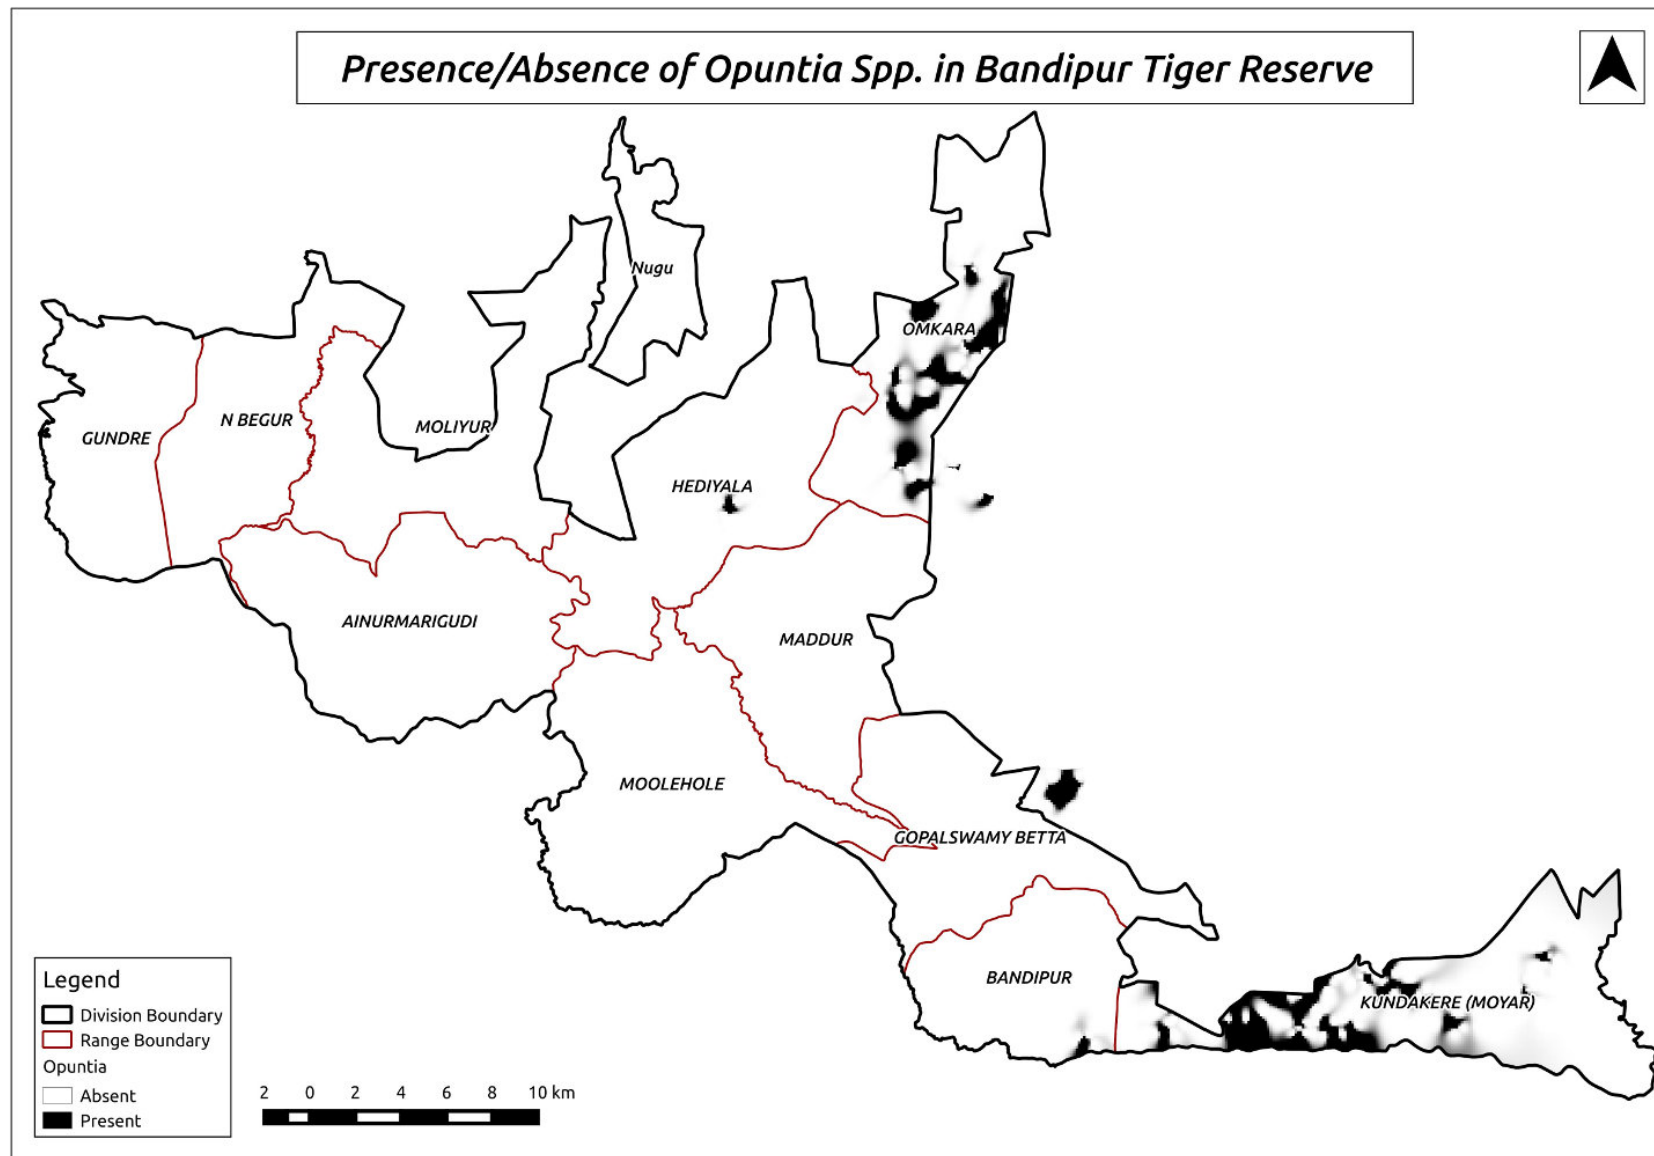 Presence/Absence of Opuntia Spp. in Bandipur Tiger Reserve
Nugu
OMKARA
GUNDRE
N BEGUR
MOLIYUR
HEDIYALA
AINURMARIGUDI
MADDUR
MOOLEHOLE
GOPALSWAMY BETTA
BANDIPUR
KUNDAKERE (MOYAR)
Legend
Division Boundary
Range Boundary
Opuntia
Absent
Present
2 0 2 4 6 8 10 km